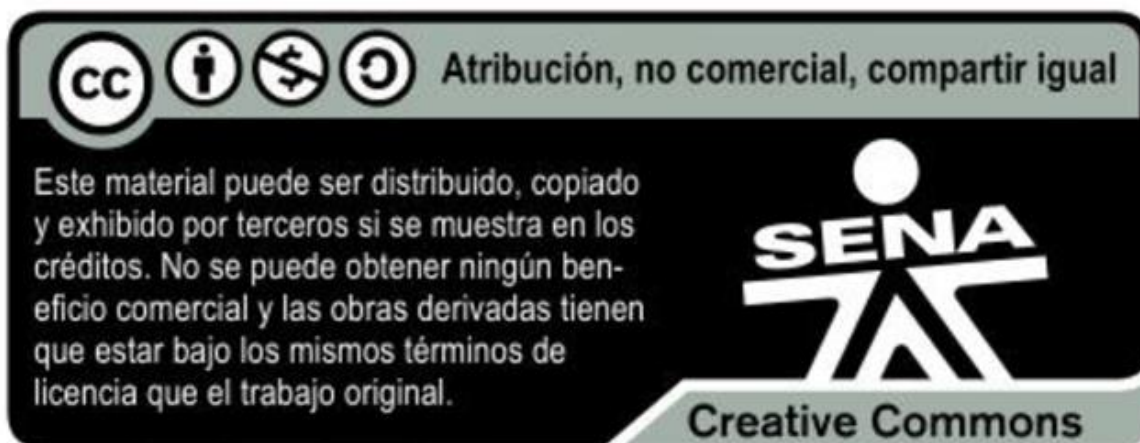 cc Atribución, no comercial, compartir igual
Este material puede ser distribuido, copiado
y exhibido por terceros si se muestra en los
créditos. No se puede obtener ningún ben-
eficio comercial y las obras derivadas tienen
que estar bajo los mismos términos de
licencia que el trabajo original.
SENA
Creative Commons